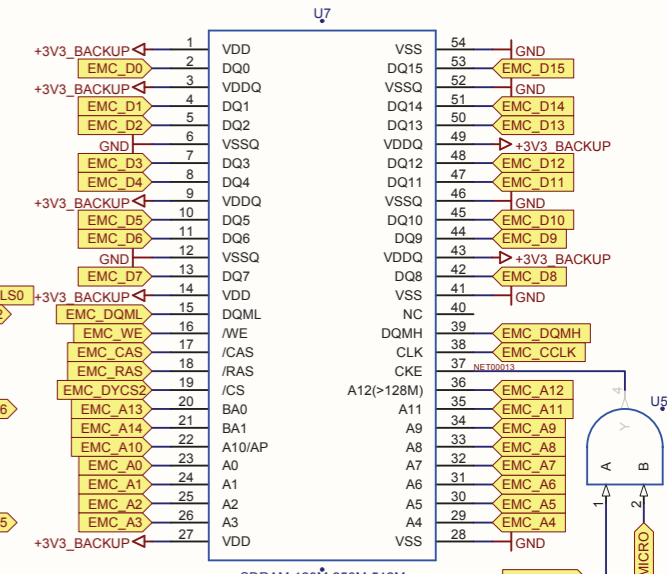 U7
+3V3_BACKUP 1 VDD VSS 54 GND
EMC_D0 2 DQ0 DQ15 53 EMC_D15
+3V3_BACKUP 3 VDDQ VSSQ 52 GND
EMC_D1 4 DQ1 DQ14 51 EMC_D14
EMC_D2 5 DQ2 DQ13 50 EMC_D13
GND 6 VSSQ VDDQ 49 +3V3_BACKUP
EMC_D3 7 DQ3 DQ12 48 EMC_D12
EMC_D4 8 DQ4 DQ11 47 EMC_D11
+3V3_BACKUP 9 VDDQ VSSQ 46 GND
EMC_D5 10 DQ5 DQ10 45 EMC_D10
EMC_D6 11 DQ6 DQ9 44 EMC_D9
GND 12 VSSQ VDDQ 43 +3V3_BACKUP
EMC_D7 13 DQ7 DQ8 42 EMC_D8
LS0 +3V3_BACKUP 14 VDD VSS 41 GND
EMC_DQML 15 DQML NC 40
EMC_WE 16 /WE DQMH 39 EMC_DQMH
EMC_CAS 17 /CAS CLK 38 EMC_CCLK
EMC_RAS 18 /RAS CKE 37 NET00013
EMC_DYCS2 19 /CS A12(>128M) 36 EMC_A12
6 EMC_A13 20 BA0 A11 35 EMC_A11 U5
EMC_A14 21 BA1 A9 34 EMC_A9 4 Y
EMC_A10 22 A10/AP A8 33 EMC_A8
EMC_A0 23 A0 A7 32 EMC_A7 A B
EMC_A1 24 A1 A6 31 EMC_A6
EMC_A2 25 A2 A5 30 EMC_A5 1 2
5 EMC_A3 26 A3 A4 29 EMC_A4
+3V3_BACKUP 27 VDD VSS 28 GND MICRO